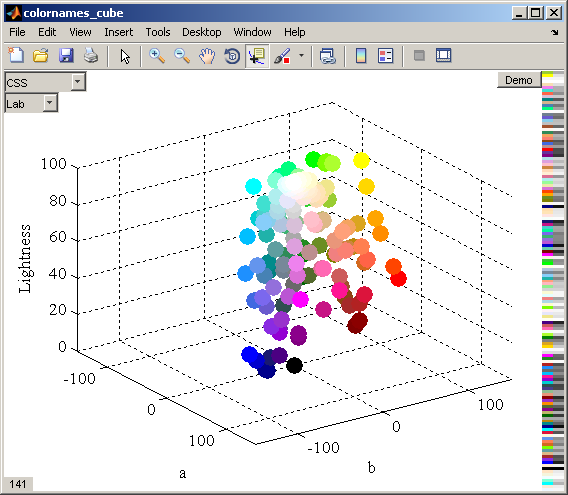 colornames_cube
File Edit View Insert Tools Desktop Window Help
CSS
Demo
Lab
100
80
60
40
20
0
Lightness
-100
0
100
a
-100
0
100
b
141